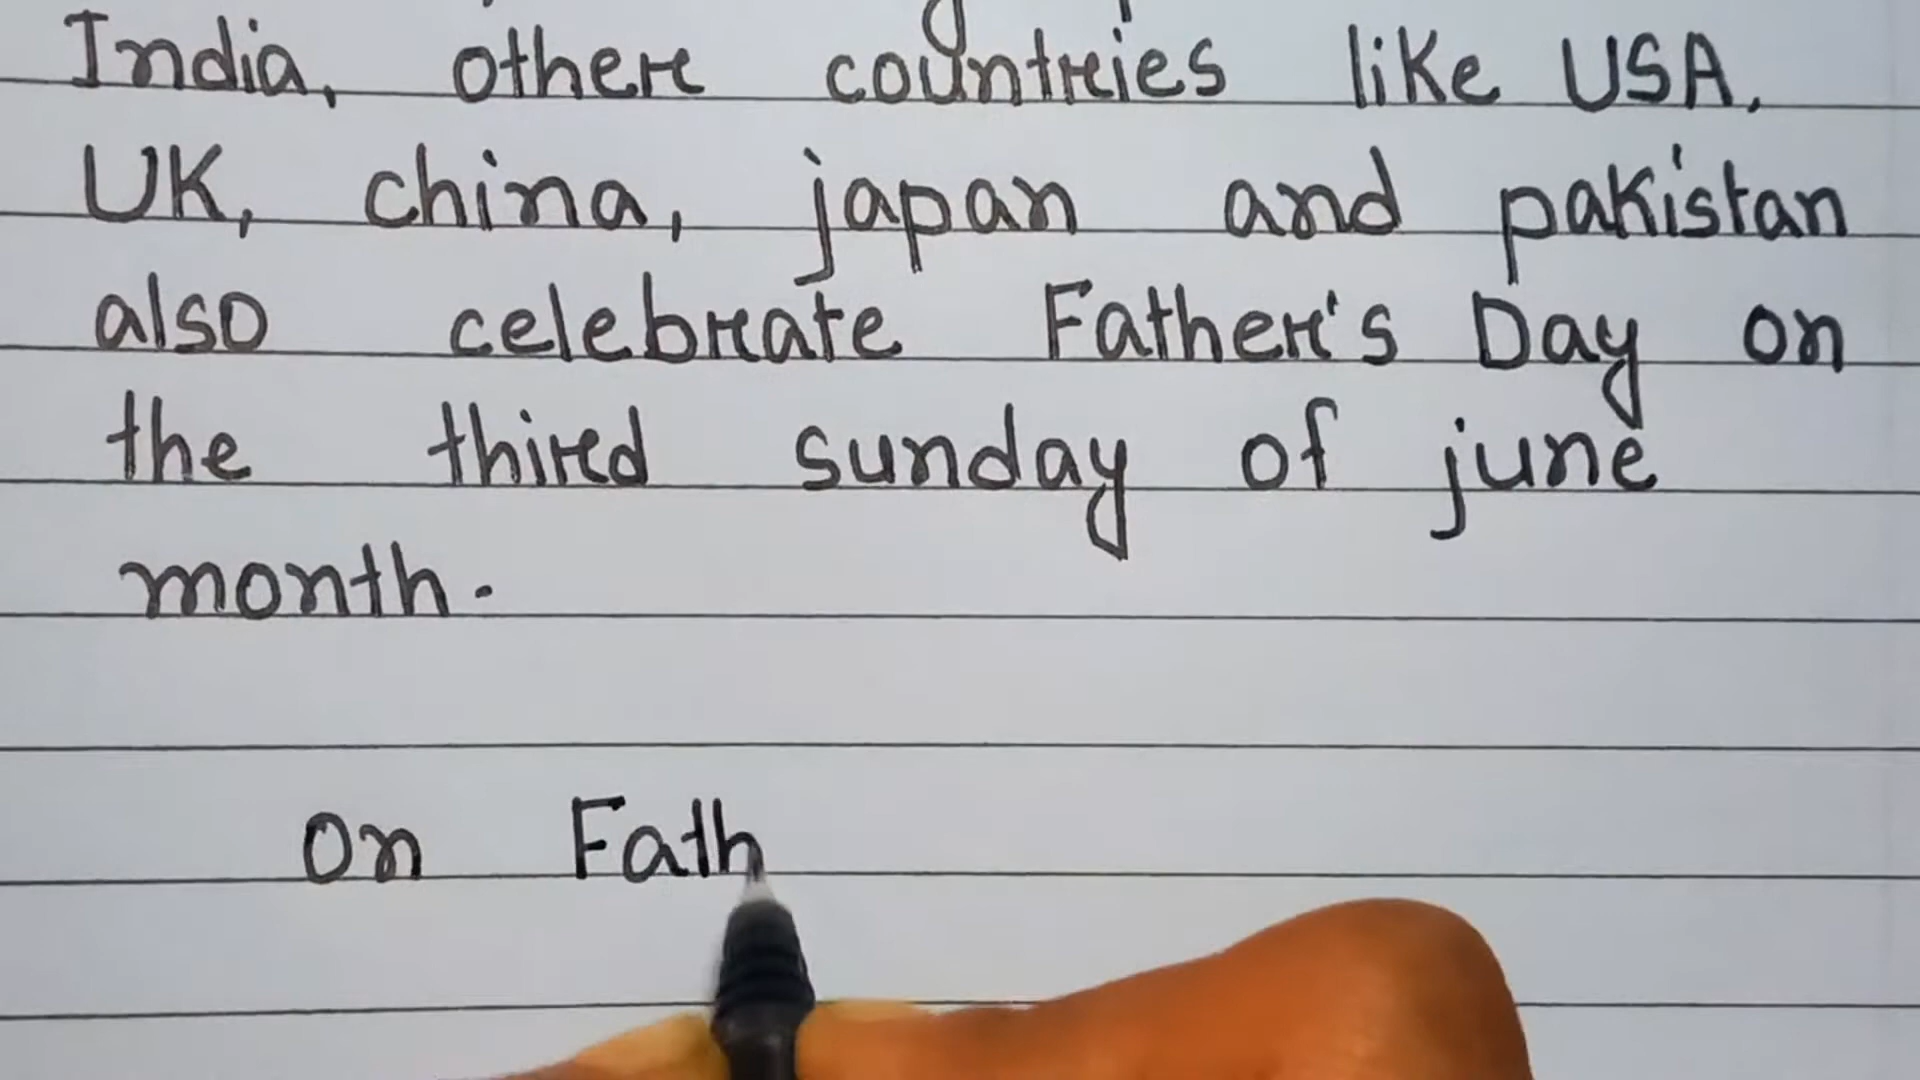 India, other countries like USA,
UK, china, japan and pakistan
also celebrate Father's Day on
the third sunday of june
month.
On Fath